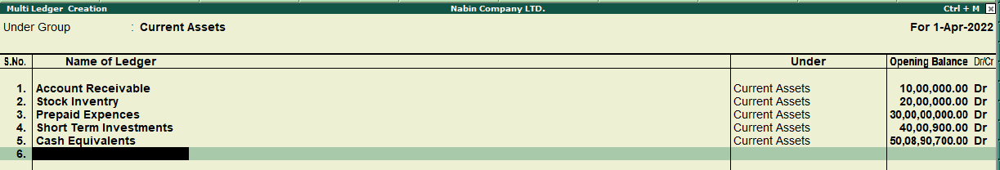 Multi Ledger Creation Nabin Company LTD. Ctrl + M x
Under Group : Current Assets For 1-Apr-2022
S.No. Name of Ledger Under Opening Balance Dr/Cr
1. Account Receivable Current Assets 10,00,000.00 Dr
2. Stock Inventry Current Assets 20,00,000.00 Dr
3. Prepaid Expences Current Assets 30,00,00,000.00 Dr
4. Short Term Investments Current Assets 40,00,900.00 Dr
5. Cash Equivalents Current Assets 50,08,90,700.00 Dr
6.